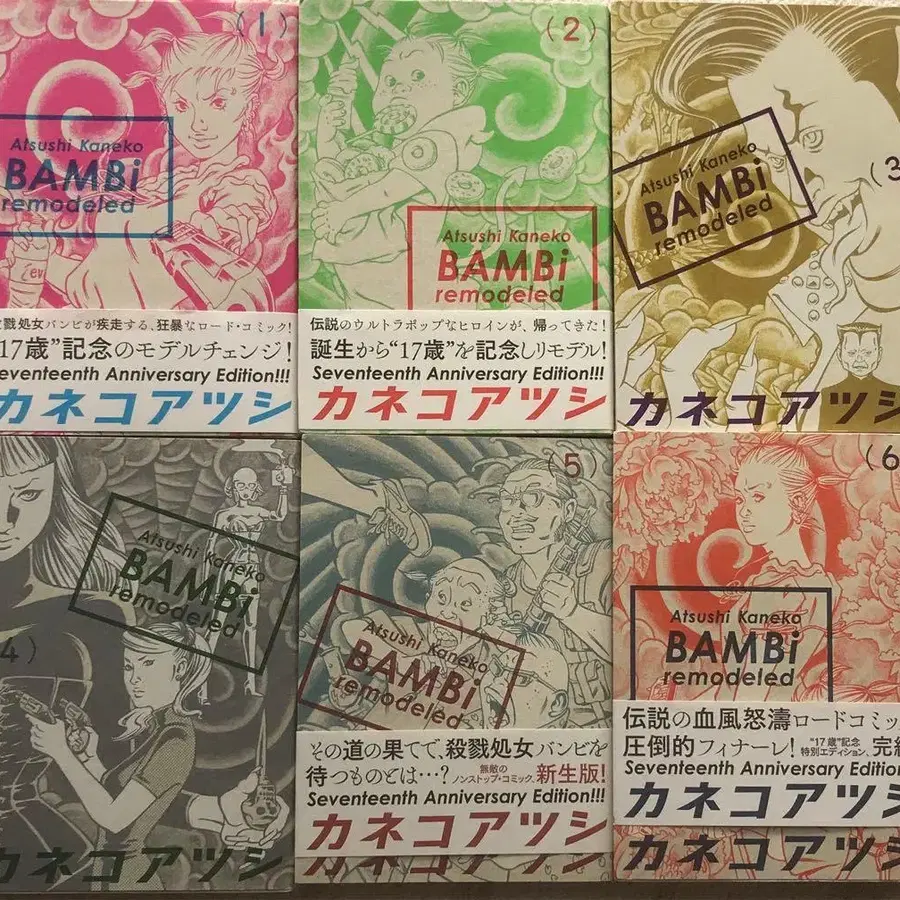 (1)
Atsushi Kaneko
BAMBi
remodeled
殺戮処女バンビが疾走する、狂暴なロード・コミック!
"17歳"記念のモデルチェンジ!
Seventeenth Anniversary Edition!!!
カネコアツシ
(2)
Atsushi Kaneko
BAMBi
remodeled
伝説のウルトラポップなヒロインが、帰ってきた!
誕生から"17歳"を記念しリモデル!
Seventeenth Anniversary Edition!!!
カネコアツシ
(3
Atsushi Kaneko
BAMBi
remodeled
カネコアツシ
4)
Atsushi Kaneko
BAMBi
remodeled
カネコアツシ
(5)
Atsushi Kaneko
BAMBi
remodeled
その道の果てで、殺戮処女バンビを
待つものとは…? 無敵のノンストップ・コミック、新生版!
Seventeenth Anniversary Edition!!!
カネコアツシ
カネコアツシ
(6
Atsushi Kaneko
BAMBi
remodeled
伝説の血風怒濤ロードコミック
圧倒的フィナーレ! "17歳"記念特別エディション、完結
Seventeenth Anniversary Edition
カネコアツシ
カネコアツシ